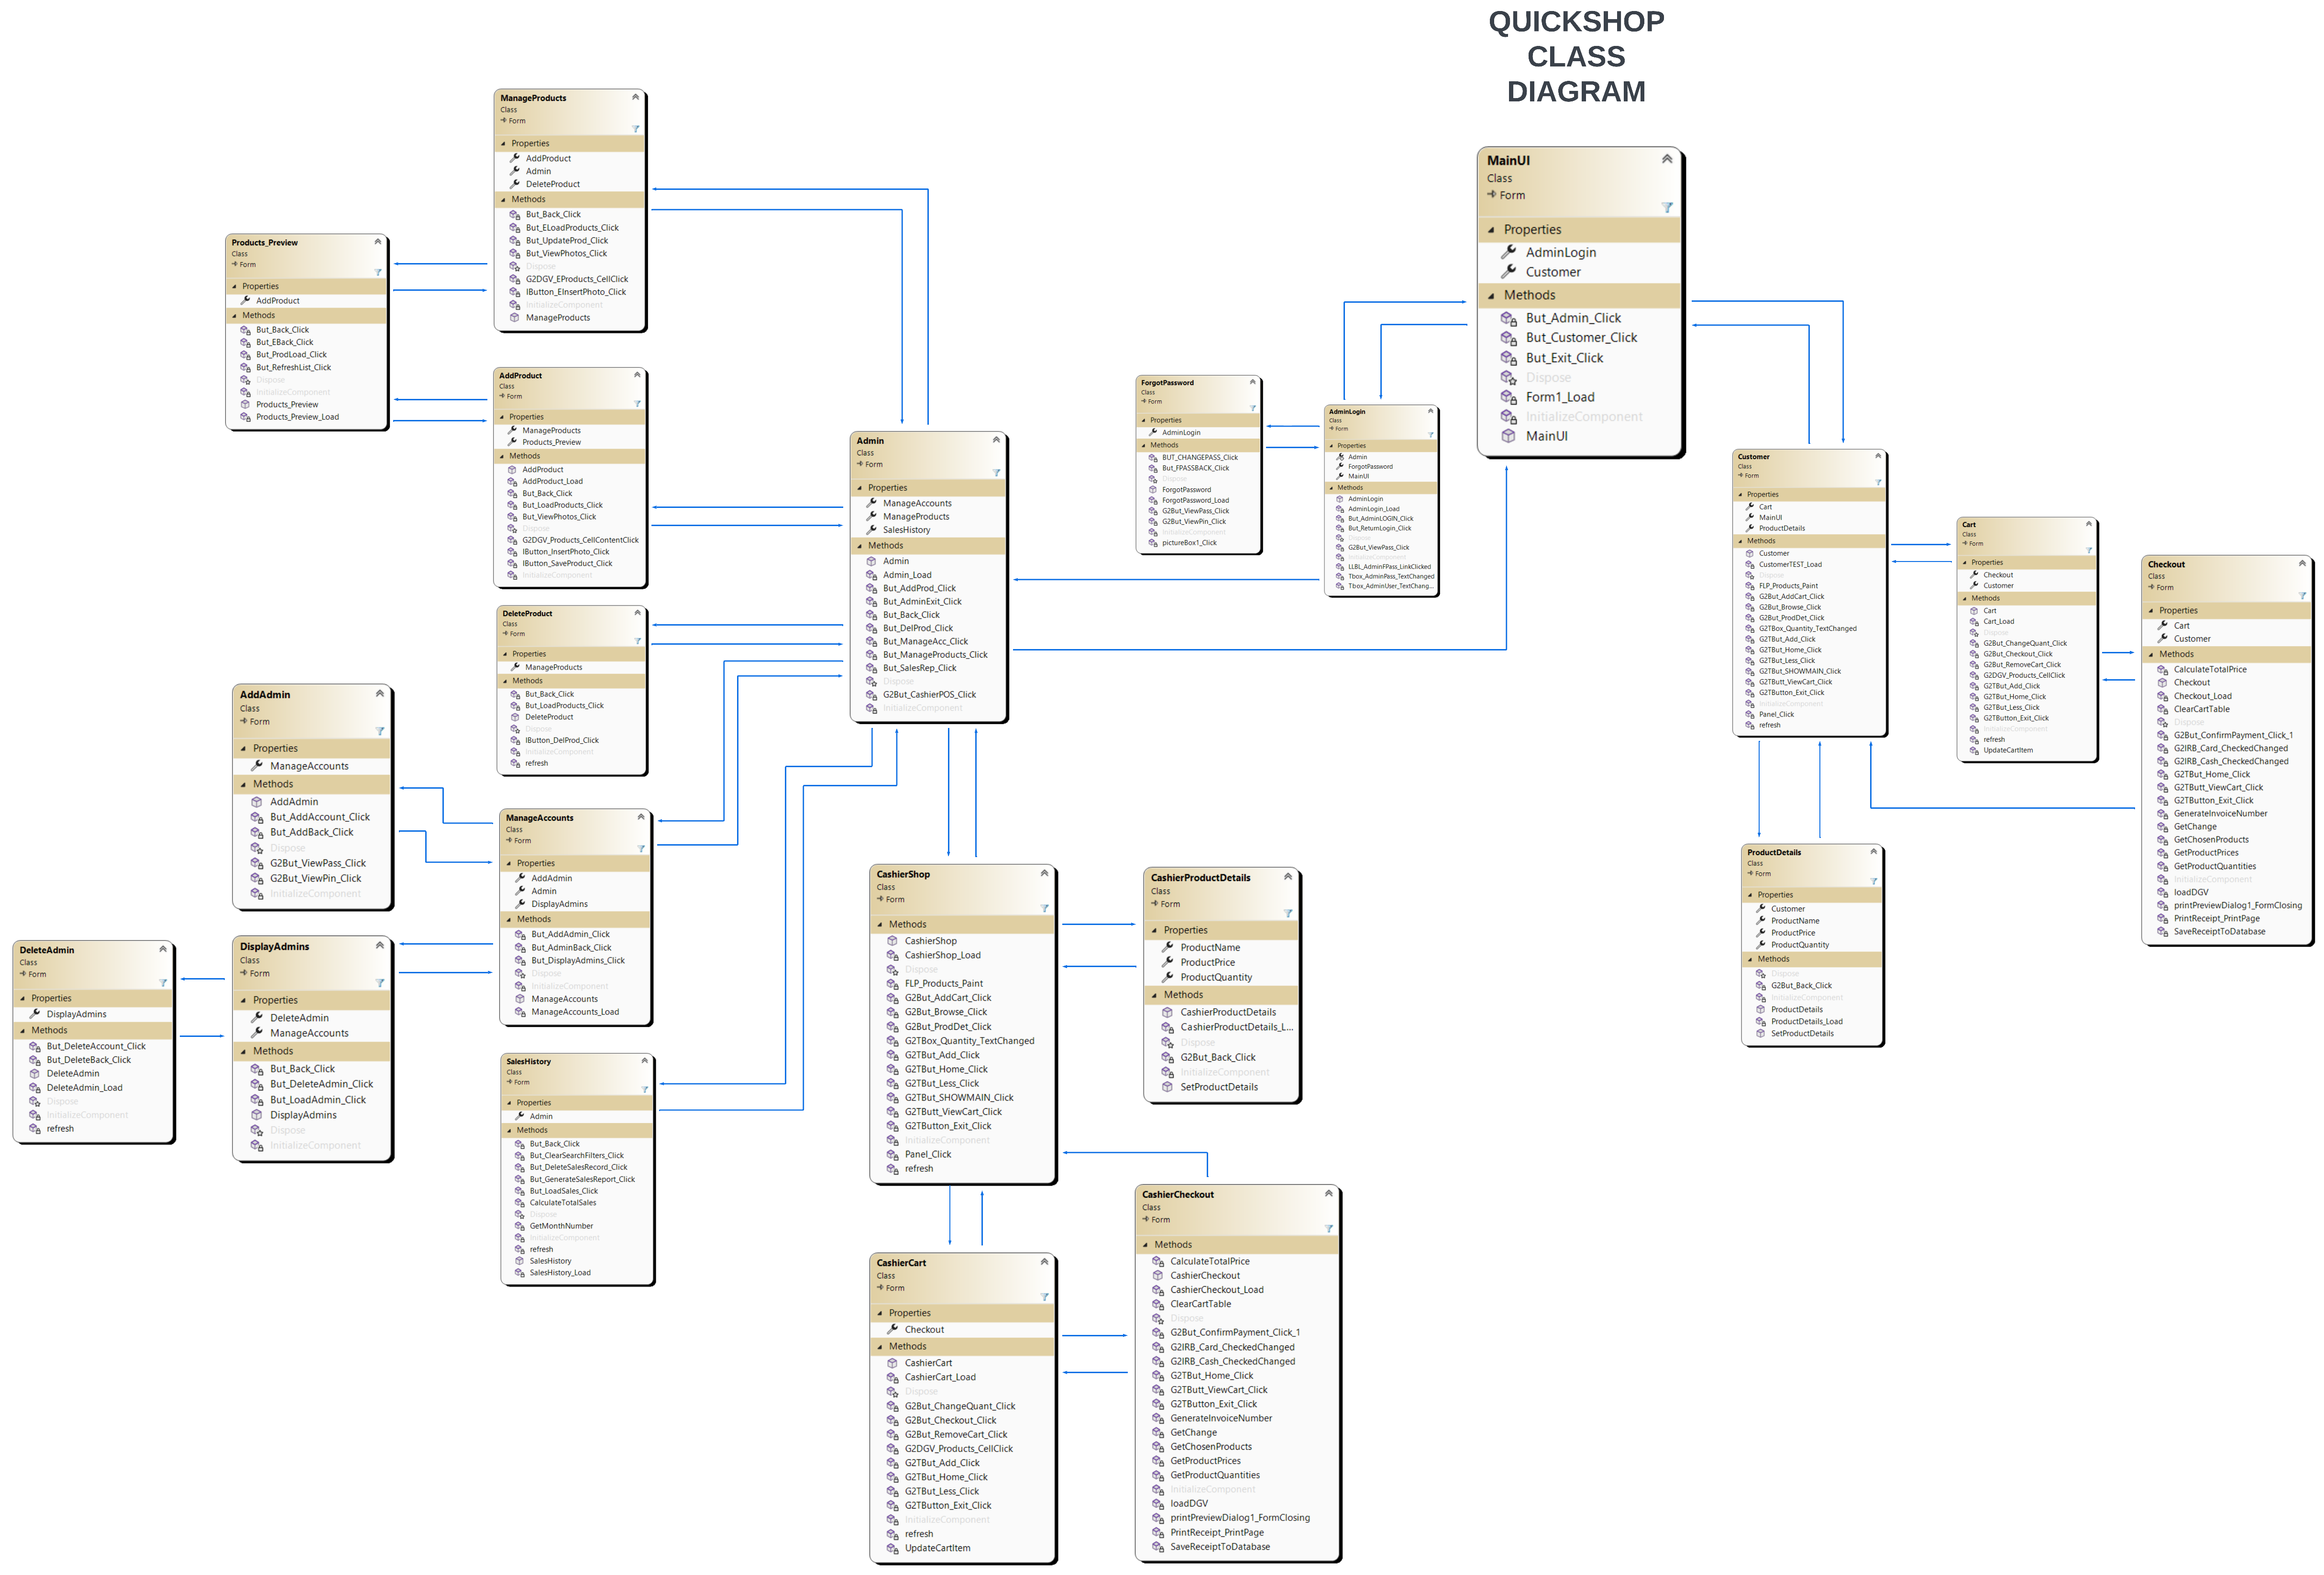 QUICKSHOP
CLASS
DIAGRAM
ManageProducts
Class
Form
Properties
AddProduct
Admin
DeleteProduct
Methods
But_Back_Click
But_ELoadProducts_Click
But_UpdateProd_Click
But_ViewPhotos_Click
Dispose
G2DGV_EProducts_CellClick
IButton_EInsertPhoto_Click
InitializeComponent
ManageProducts
Products_Preview
Class
Form
Properties
AddProduct
Methods
But_Back_Click
But_EBack_Click
But_ProdLoad_Click
But_RefreshList_Click
Dispose
InitializeComponent
Products_Preview
Products_Preview_Load
AddProduct
Class
Form
Properties
ManageProducts
Products_Preview
Methods
AddProduct
AddProduct_Load
But_Back_Click
But_LoadProducts_Click
But_ViewPhotos_Click
Dispose
G2DGV_Products_CellContentClick
IButton_InsertPhoto_Click
IButton_SaveProduct_Click
InitializeComponent
DeleteProduct
Class
Form
Properties
ManageProducts
Methods
But_Back_Click
But_LoadProducts_Click
DeleteProduct
Dispose
IButton_DelProd_Click
InitializeComponent
refresh
AddAdmin
Class
Form
Properties
ManageAccounts
Methods
AddAdmin
But_AddAccount_Click
But_AddBack_Click
Dispose
G2But_ViewPass_Click
G2But_ViewPin_Click
InitializeComponent
ManageAccounts
Class
Form
Properties
AddAdmin
Admin
DisplayAdmins
Methods
But_AddAdmin_Click
But_AdminBack_Click
But_DisplayAdmins_Click
Dispose
InitializeComponent
ManageAccounts
ManageAccounts_Load
DeleteAdmin
Class
Form
Properties
DisplayAdmins
Methods
But_DeleteAccount_Click
But_DeleteBack_Click
DeleteAdmin
DeleteAdmin_Load
Dispose
InitializeComponent
refresh
DisplayAdmins
Class
Form
Properties
DeleteAdmin
ManageAccounts
Methods
But_Back_Click
But_DeleteAdmin_Click
But_LoadAdmin_Click
DisplayAdmins
Dispose
InitializeComponent
SalesHistory
Class
Form
Properties
Admin
Methods
But_Back_Click
But_ClearSearchFilters_Click
But_DeleteSalesRecord_Click
But_GenerateSalesReport_Click
But_LoadSales_Click
CalculateTotalSales
Dispose
GetMonthNumber
InitializeComponent
refresh
SalesHistory
SalesHistory_Load
Admin
Class
Form
Properties
ManageAccounts
ManageProducts
SalesHistory
Methods
Admin
Admin_Load
But_AddProd_Click
But_AdminExit_Click
But_Back_Click
But_DelProd_Click
But_ManageAcc_Click
But_ManageProducts_Click
But_SalesRep_Click
Dispose
G2But_CashierPOS_Click
InitializeComponent
ForgotPassword
Class
Form
Properties
AdminLogin
Methods
BUT_CHANGEPASS_Click
But_FPASSBACK_Click
Dispose
ForgotPassword
ForgotPassword_Load
G2But_ViewPass_Click
G2But_ViewPin_Click
InitializeComponent
pictureBox1_Click
AdminLogin
Class
Form
Properties
Admin
ForgotPassword
MainUI
Methods
AdminLogin
AdminLogin_Load
But_AdminLOGIN_Click
But_ReturnLogin_Click
Dispose
G2But_ViewPass_Click
InitializeComponent
LLBL_AdminFPass_LinkClicked
Tbox_AdminPass_TextChanged
Tbox_AdminUser_TextChang...
MainUI
Class
Form
Properties
AdminLogin
Customer
Methods
But_Admin_Click
But_Customer_Click
But_Exit_Click
Dispose
Form1_Load
InitializeComponent
MainUI
Customer
Class
Form
Properties
Cart
MainUI
ProductDetails
Methods
Customer
CustomerTEST_Load
Dispose
FLP_Products_Paint
G2But_AddCart_Click
G2But_Browse_Click
G2But_ProdDet_Click
G2TBox_Quantity_TextChanged
G2TBut_Add_Click
G2TBut_Home_Click
G2TBut_Less_Click
G2TBut_SHOWMAIN_Click
G2TButt_ViewCart_Click
G2TButton_Exit_Click
InitializeComponent
Panel_Click
refresh
Cart
Class
Form
Properties
Checkout
Customer
Methods
Cart
Cart_Load
Dispose
G2But_ChangeQuant_Click
G2But_Checkout_Click
G2But_RemoveCart_Click
G2DGV_Products_CellClick
G2TBut_Add_Click
G2TBut_Home_Click
G2TBut_Less_Click
G2TButton_Exit_Click
InitializeComponent
refresh
UpdateCartItem
Checkout
Class
Form
Properties
Cart
Customer
Methods
CalculateTotalPrice
Checkout
Checkout_Load
ClearCartTable
Dispose
G2But_ConfirmPayment_Click_1
G2IRB_Card_CheckedChanged
G2IRB_Cash_CheckedChanged
G2TBut_Home_Click
G2TButt_ViewCart_Click
G2TButton_Exit_Click
GenerateInvoiceNumber
GetChange
GetChosenProducts
GetProductPrices
GetProductQuantities
InitializeComponent
loadDGV
printPreviewDialog1_FormClosing
PrintReceipt_PrintPage
SaveReceiptToDatabase
ProductDetails
Class
Form
Properties
Customer
ProductName
ProductPrice
ProductQuantity
Methods
Dispose
G2But_Back_Click
InitializeComponent
ProductDetails
ProductDetails_Load
SetProductDetails
CashierShop
Class
Form
Methods
CashierShop
CashierShop_Load
Dispose
FLP_Products_Paint
G2But_AddCart_Click
G2But_Browse_Click
G2But_ProdDet_Click
G2TBox_Quantity_TextChanged
G2TBut_Add_Click
G2TBut_Home_Click
G2TBut_Less_Click
G2TBut_SHOWMAIN_Click
G2TButt_ViewCart_Click
G2TButton_Exit_Click
InitializeComponent
Panel_Click
refresh
CashierProductDetails
Class
Form
Properties
ProductName
ProductPrice
ProductQuantity
Methods
CashierProductDetails
CashierProductDetails_L...
Dispose
G2But_Back_Click
InitializeComponent
SetProductDetails
CashierCart
Class
Form
Properties
Checkout
Methods
CashierCart
CashierCart_Load
Dispose
G2But_ChangeQuant_Click
G2But_Checkout_Click
G2But_RemoveCart_Click
G2DGV_Products_CellClick
G2TBut_Add_Click
G2TBut_Home_Click
G2TBut_Less_Click
G2TButton_Exit_Click
InitializeComponent
refresh
UpdateCartItem
CashierCheckout
Class
Form
Methods
CalculateTotalPrice
CashierCheckout
CashierCheckout_Load
ClearCartTable
Dispose
G2But_ConfirmPayment_Click_1
G2IRB_Card_CheckedChanged
G2IRB_Cash_CheckedChanged
G2TBut_Home_Click
G2TButt_ViewCart_Click
G2TButton_Exit_Click
GenerateInvoiceNumber
GetChange
GetChosenProducts
GetProductPrices
GetProductQuantities
InitializeComponent
loadDGV
printPreviewDialog1_FormClosing
PrintReceipt_PrintPage
SaveReceiptToDatabase